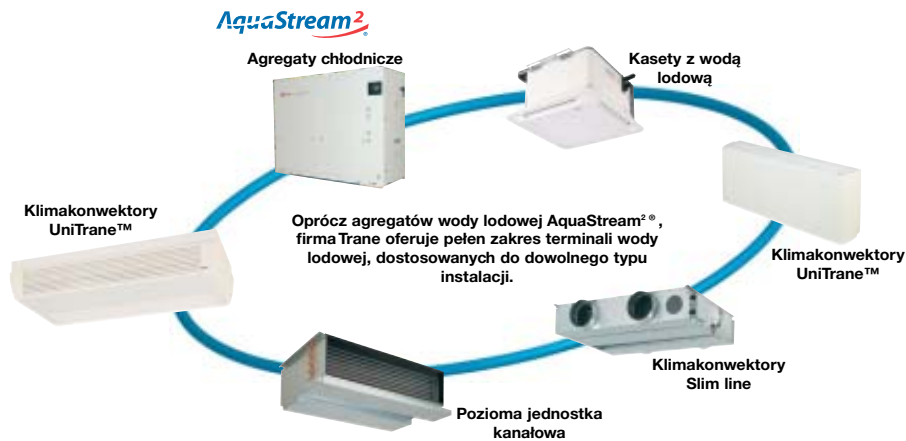 AquaStream²®
Agregaty chłodnicze
Kasety z wodą
lodową
Klimakonwektory
UniTrane™
Oprócz agregatów wody lodowej AquaStream² ®,
firma Trane oferuje pełen zakres terminali wody
lodowej, dostosowanych do dowolnego typu
instalacji.
Klimakonwektory
UniTrane™
Klimakonwektory
Slim line
Pozioma jednostka
kanałowa